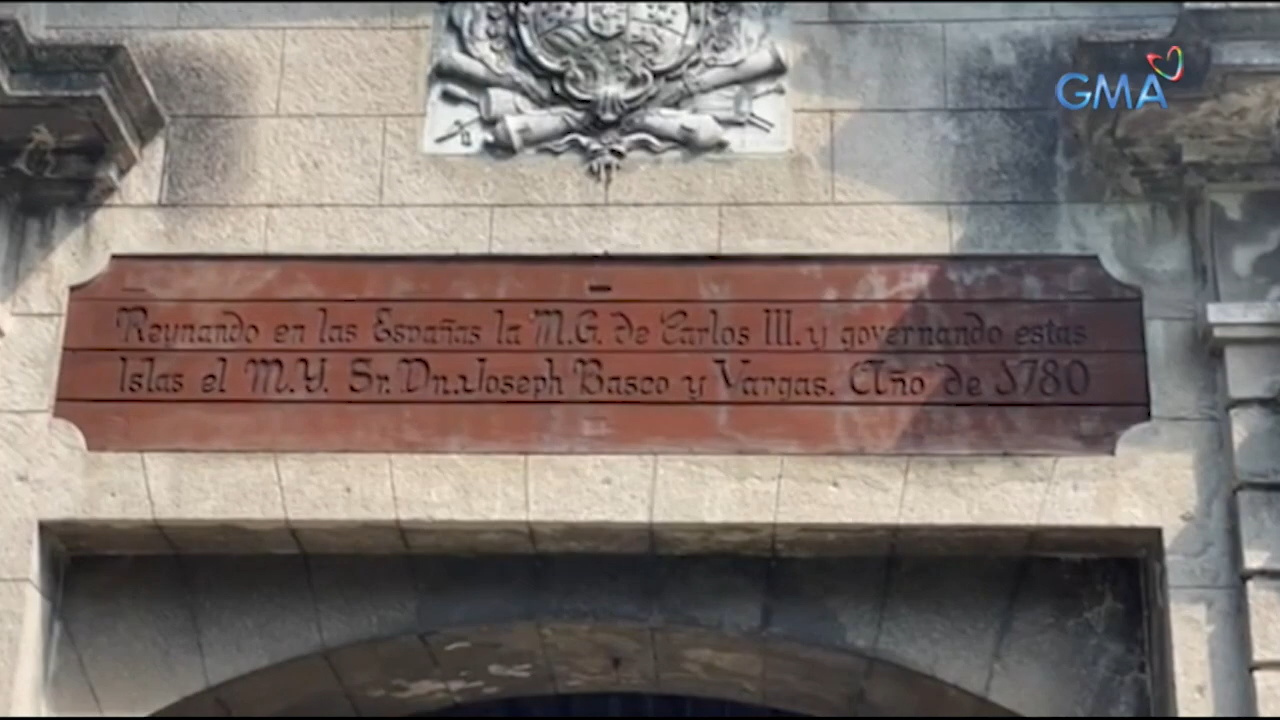 GMA
Reynando en las Españas la M.G. de Carlos III. y governando estas
Islas el M.Y. Sr. Dn. Joseph Basco y Vargas. Año de 1780